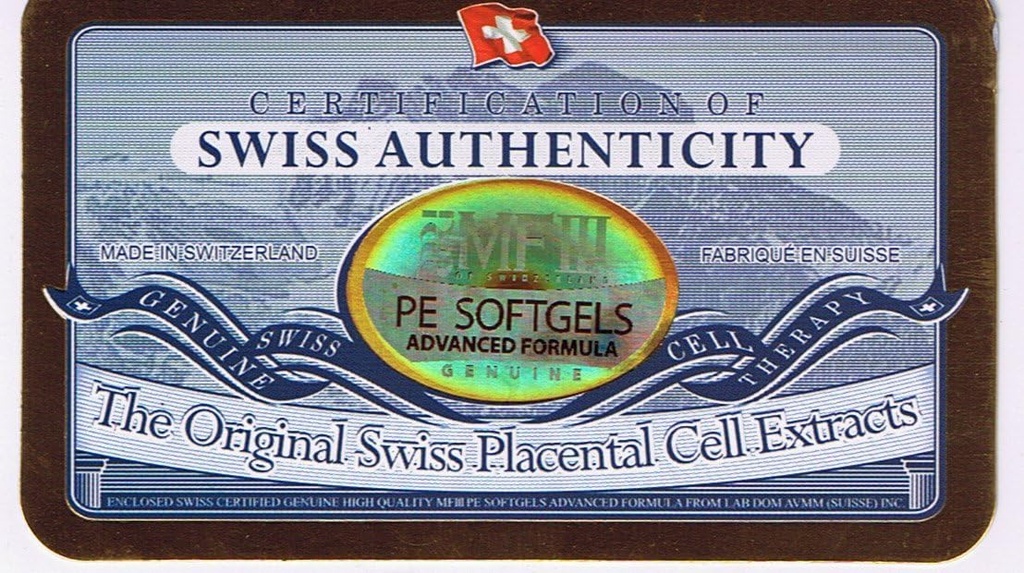 CERTIFICATION OF
SWISS AUTHENTICITY
MADE IN SWITZERLAND
FABRIQUÉ EN SUISSE
MFIII
OF SWITZERLAND
PE SOFTGELS
ADVANCED FORMULA
GENUINE
GENUINE SWISS CELL THERAPY
The Original Swiss Placental Cell Extracts
ENCLOSED SWISS CERTIFIED GENUINE HIGH QUALITY MFIII PE SOFTGELS ADVANCED FORMULA FROM LAB DOM AVMM (SUISSE) INC